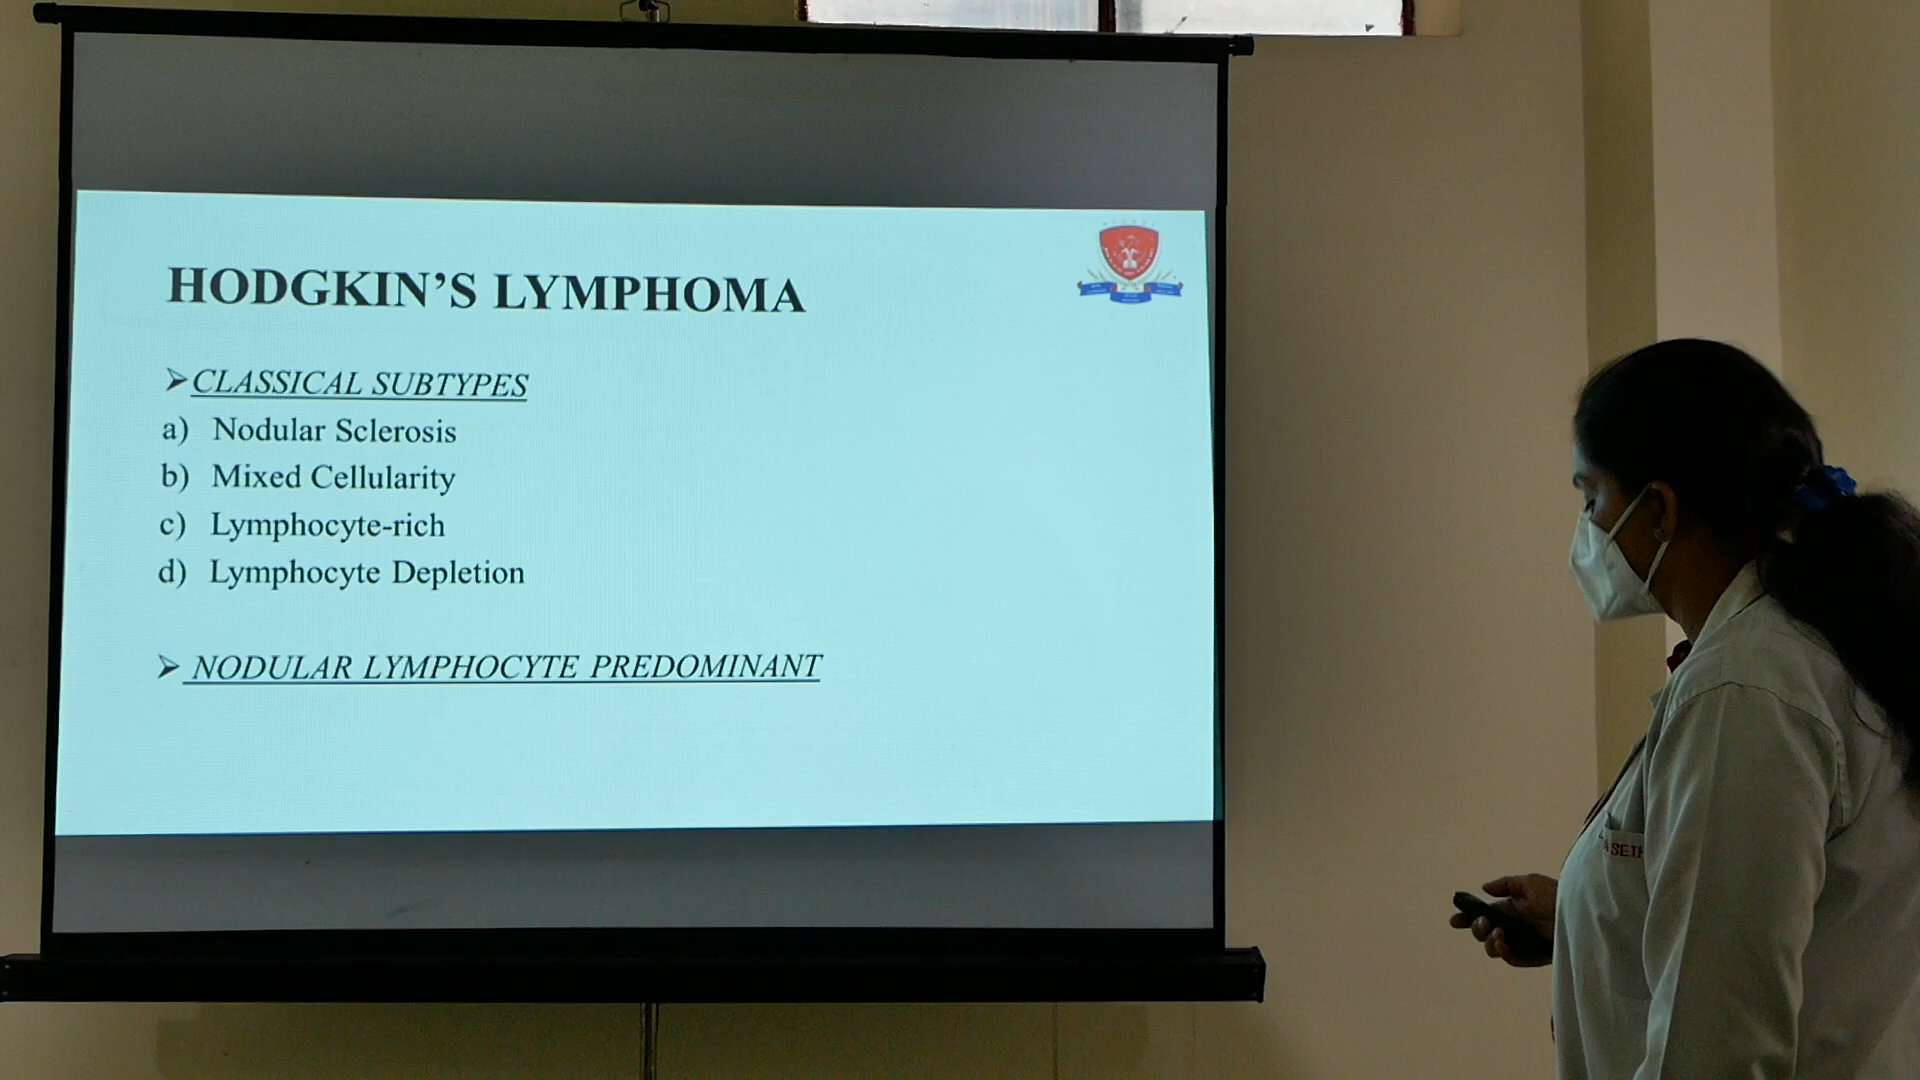 HODGKIN’S LYMPHOMA
➢CLASSICAL SUBTYPES
a) Nodular Sclerosis
b) Mixed Cellularity
c) Lymphocyte-rich
d) Lymphocyte Depletion
➢ NODULAR LYMPHOCYTE PREDOMINANT